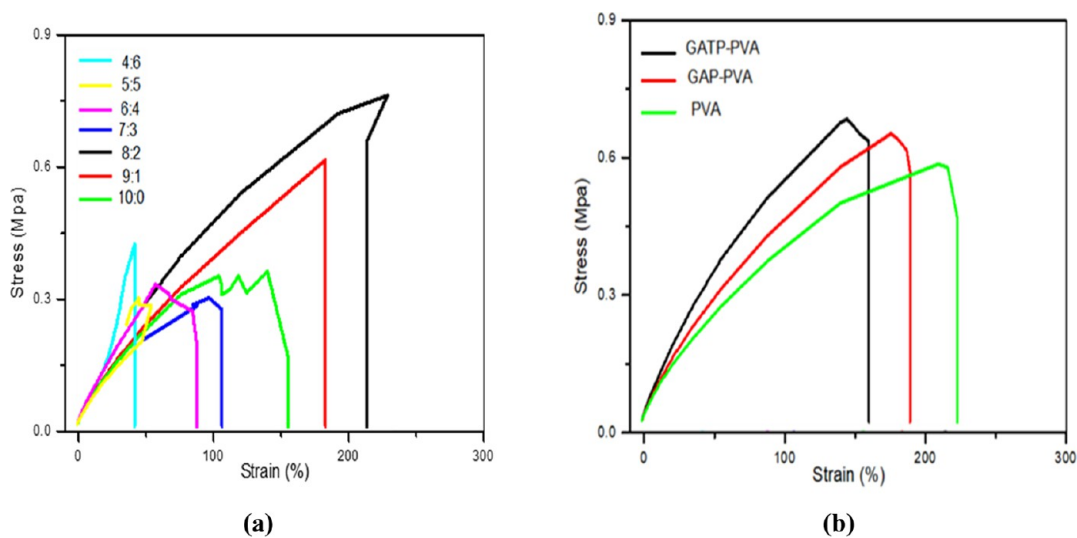 0.9
0.6
0.3
0.0
Stress (Mpa)
4:6
5:5
6:4
7:3
8:2
9:1
10:0
0
100
200
300
Strain (%)
(a)
0.9
0.6
0.3
0.0
Stress (Mpa)
GATP-PVA
GAP-PVA
PVA
0
100
200
300
Strain (%)
(b)